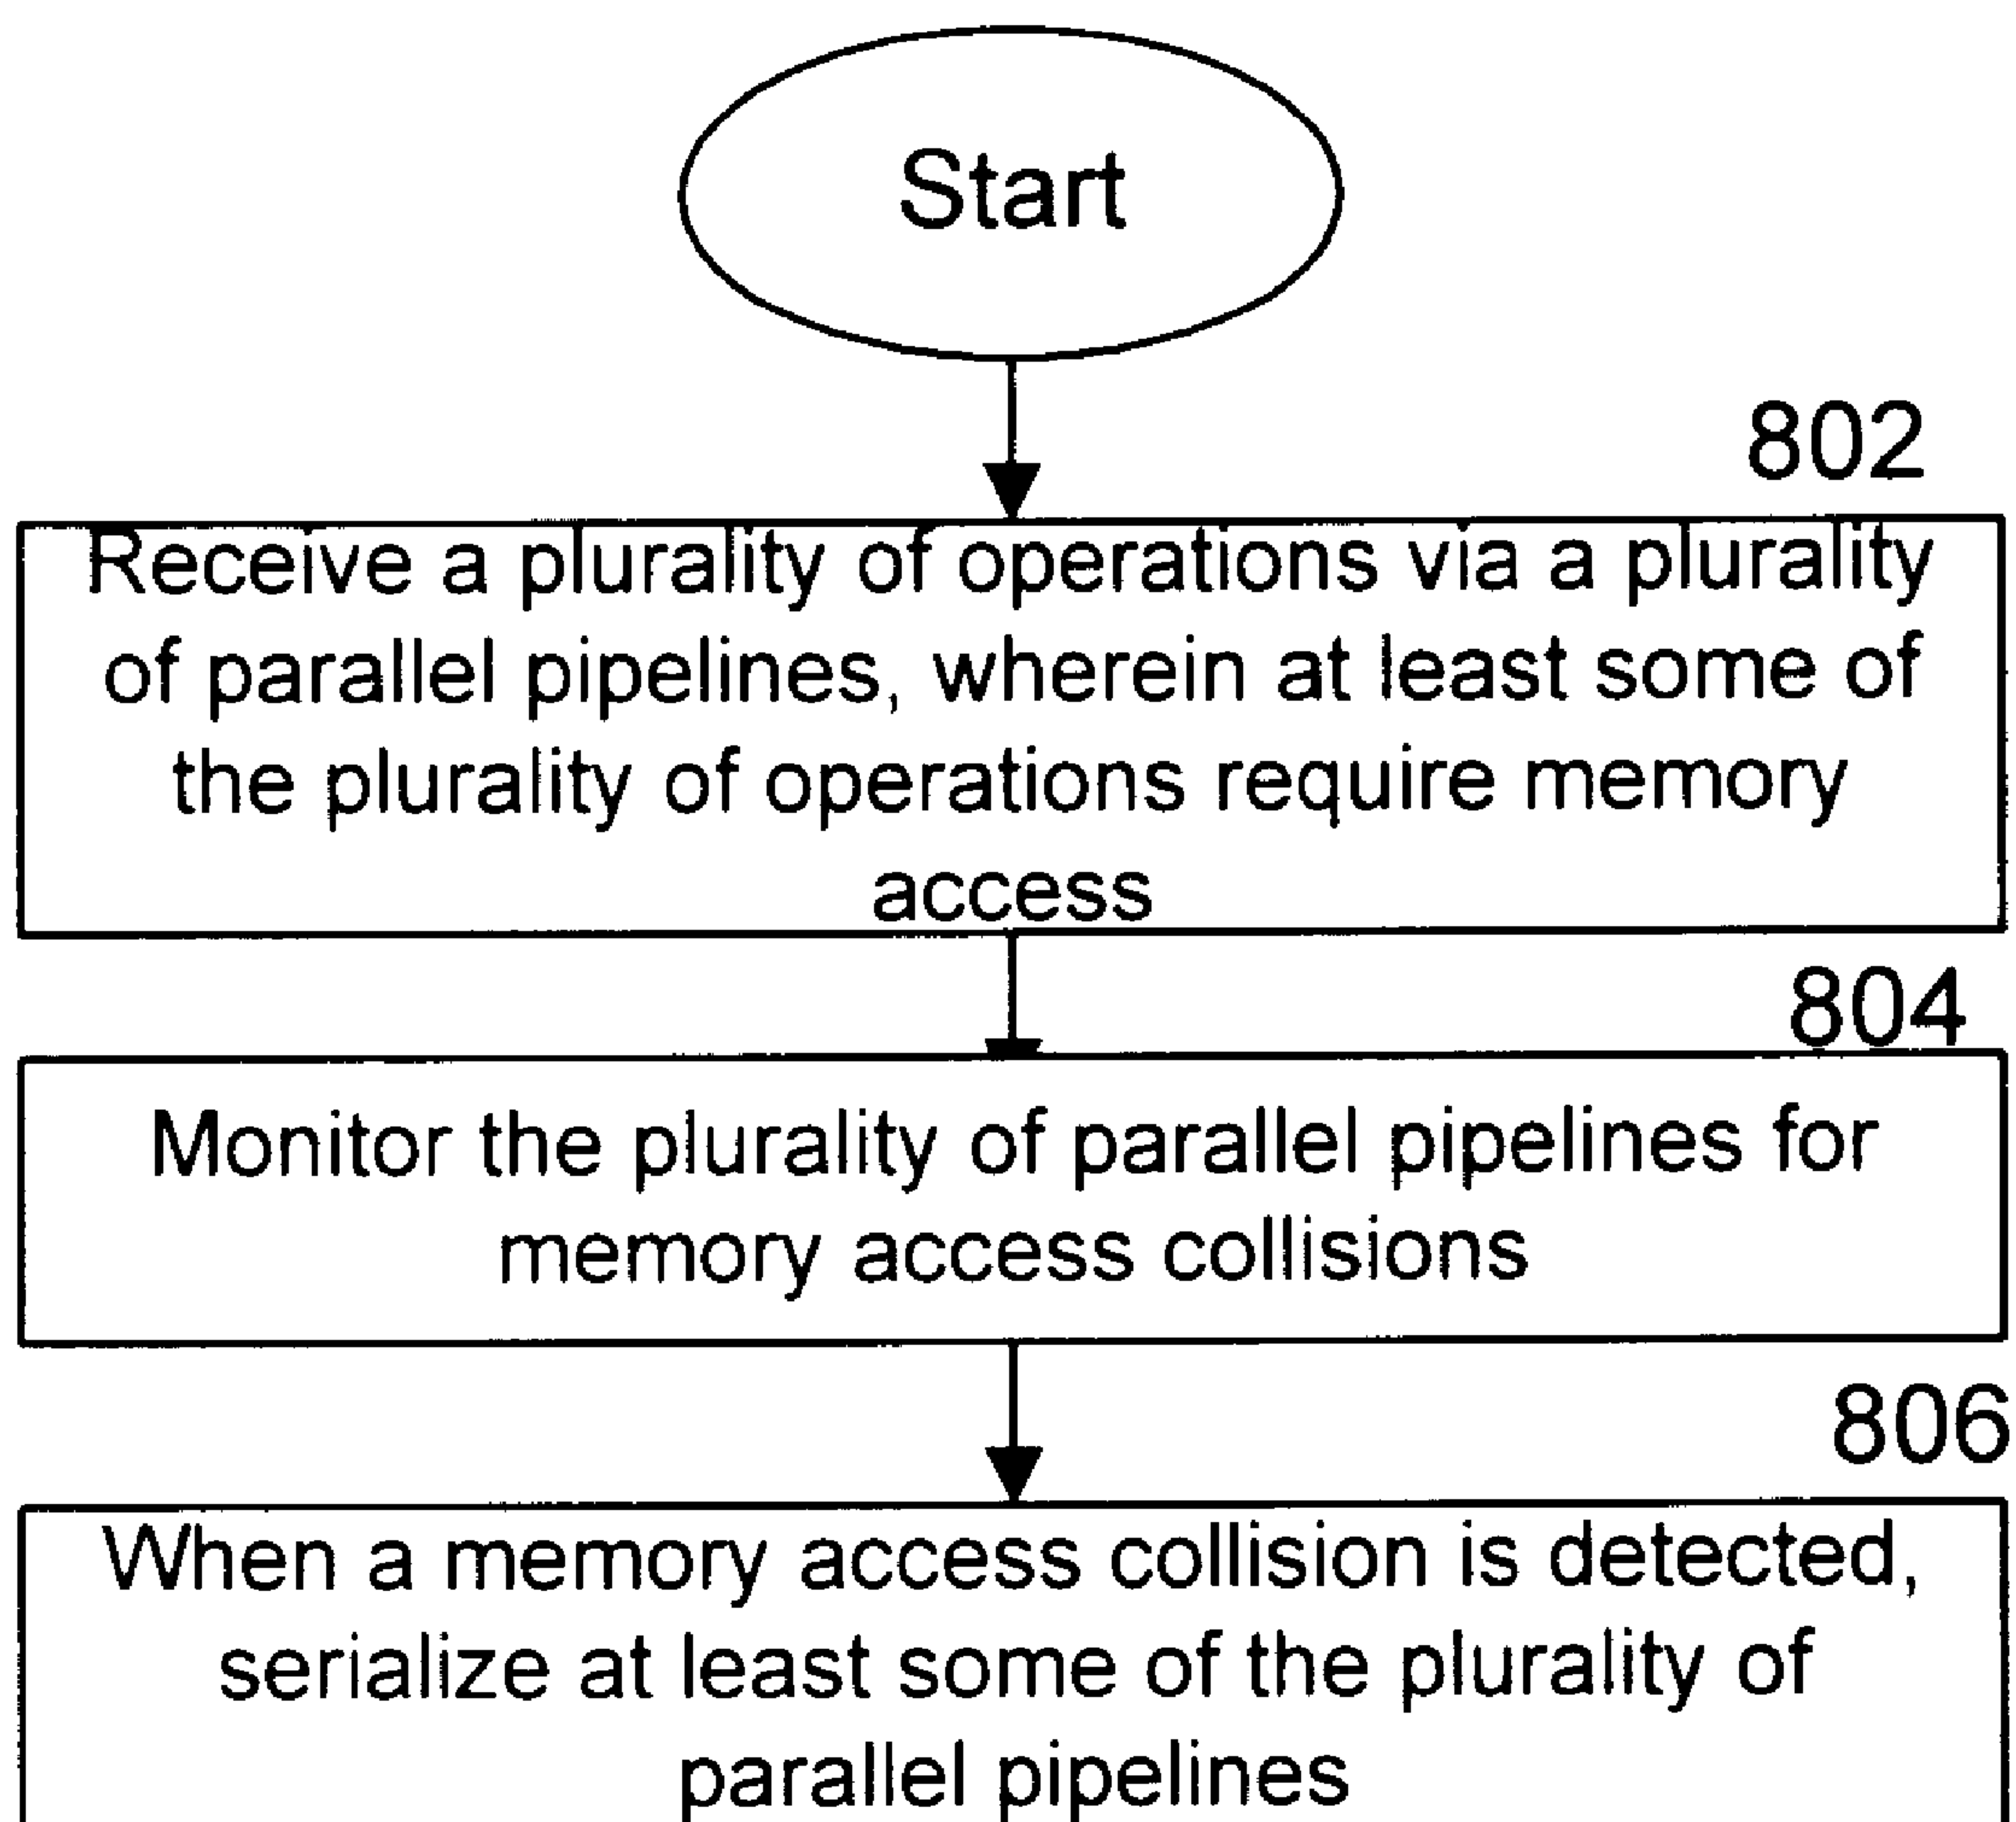 Start
802
Receive a plurality of operations via a plurality
of parallel pipelines, wherein at least some of
the plurality of operations require memory
access
804
Monitor the plurality of parallel pipelines for
memory access collisions
806
When a memory access collision is detected,
serialize at least some of the plurality of
parallel pipelines